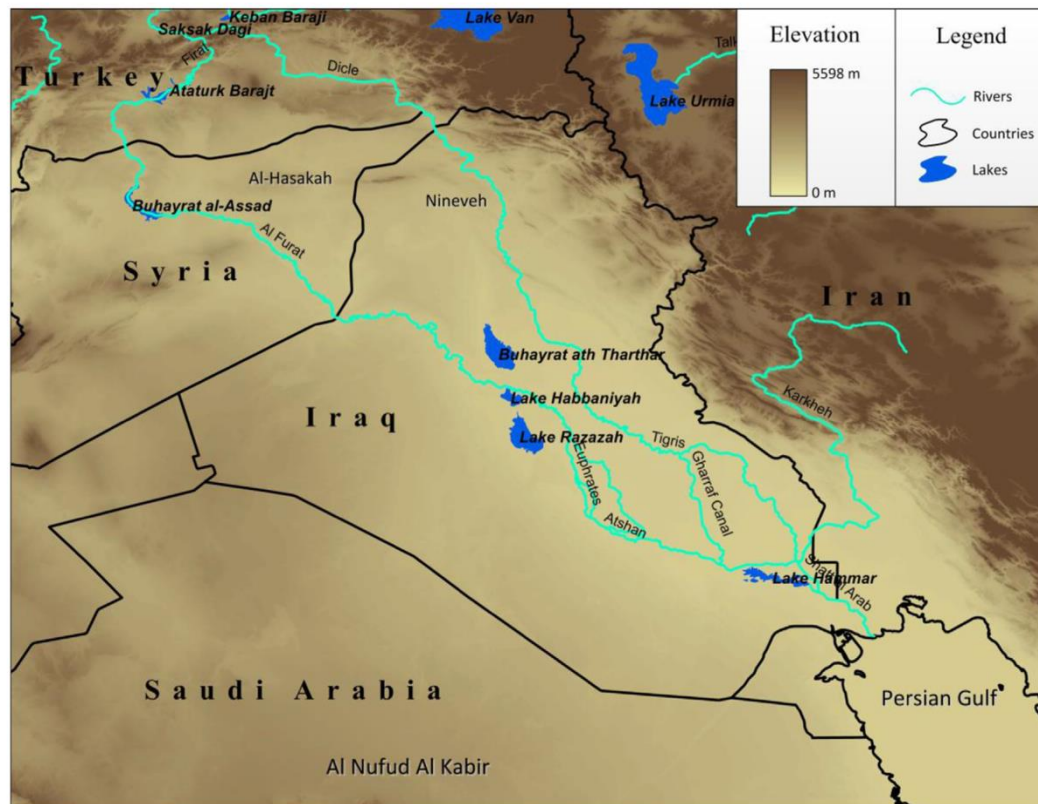 Keban Baraji
Lake Van
Saksak Dagi
Firat
Talk
Turkey
Dicle
Ataturk Barajt
Lake Urmia
Elevation
5598 m
0 m
Legend
Rivers
Countries
Lakes
Al-Hasakah
Nineveh
Buhayrat al-Assad
Al Furat
Syria
Iran
Buhayrat ath Tharthar
Lake Habbaniyah
Karkheh
Iraq
Lake Razazah
Tigris
Euphrates
Gharraf Canal
Atshan
Lake Hammar
Shatt al Arab
Saudi Arabia
Persian Gulf
Al Nufud Al Kabir